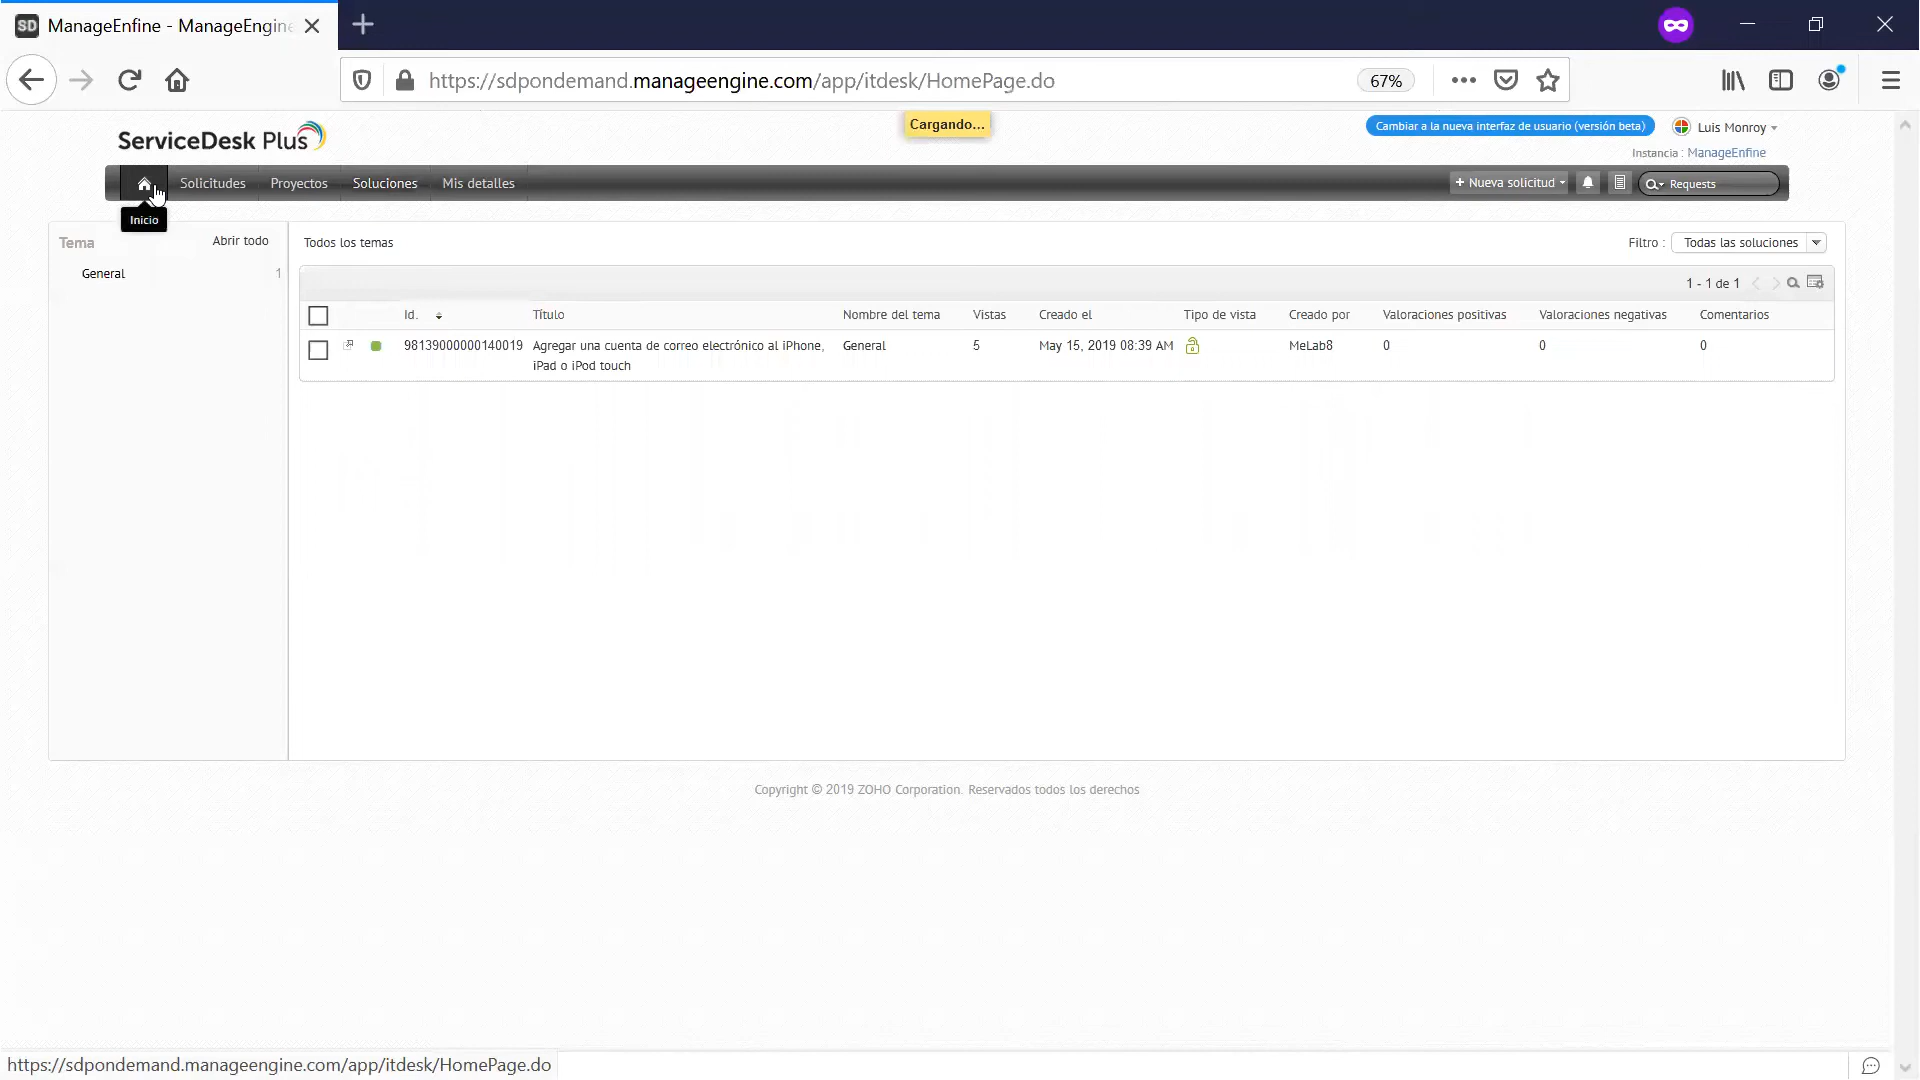 SD ManageEnfine - ManageEngine
https://sdpondemand.manageengine.com/app/itdesk/HomePage.do
67%
ServiceDesk Plus
Cargando...
Cambiar a la nueva interfaz de usuario (versión beta)
Luis Monroy
Instancia : ManageEnfine
Solicitudes
Proyectos
Soluciones
Mis detalles
+ Nueva solicitud
Requests
Inicio
Tema
Abrir todo
General
1
Todos los temas
Filtro :
Todas las soluciones
1 - 1 de 1
Id.
Título
Nombre del tema
Vistas
Creado el
Tipo de vista
Creado por
Valoraciones positivas
Valoraciones negativas
Comentarios
98139000000140019
Agregar una cuenta de correo electrónico al iPhone,
iPad o iPod touch
General
5
May 15, 2019 08:39 AM
MeLab8
0
0
0
Copyright © 2019 ZOHO Corporation. Reservados todos los derechos
https://sdpondemand.manageengine.com/app/itdesk/HomePage.do